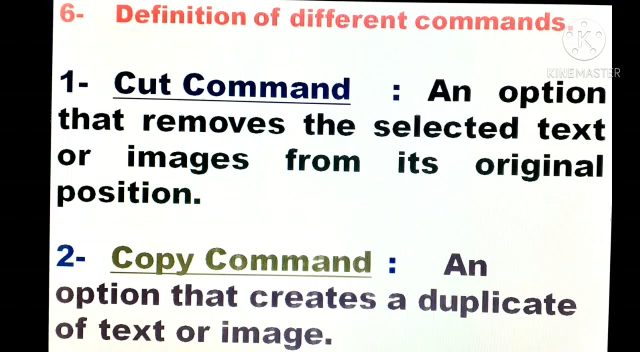 6- Definition of different commands.
KINEMASTER
1- Cut Command : An option
that removes the selected text
or images from its original
position.
2- Copy Command : An
option that creates a duplicate
of text or image.